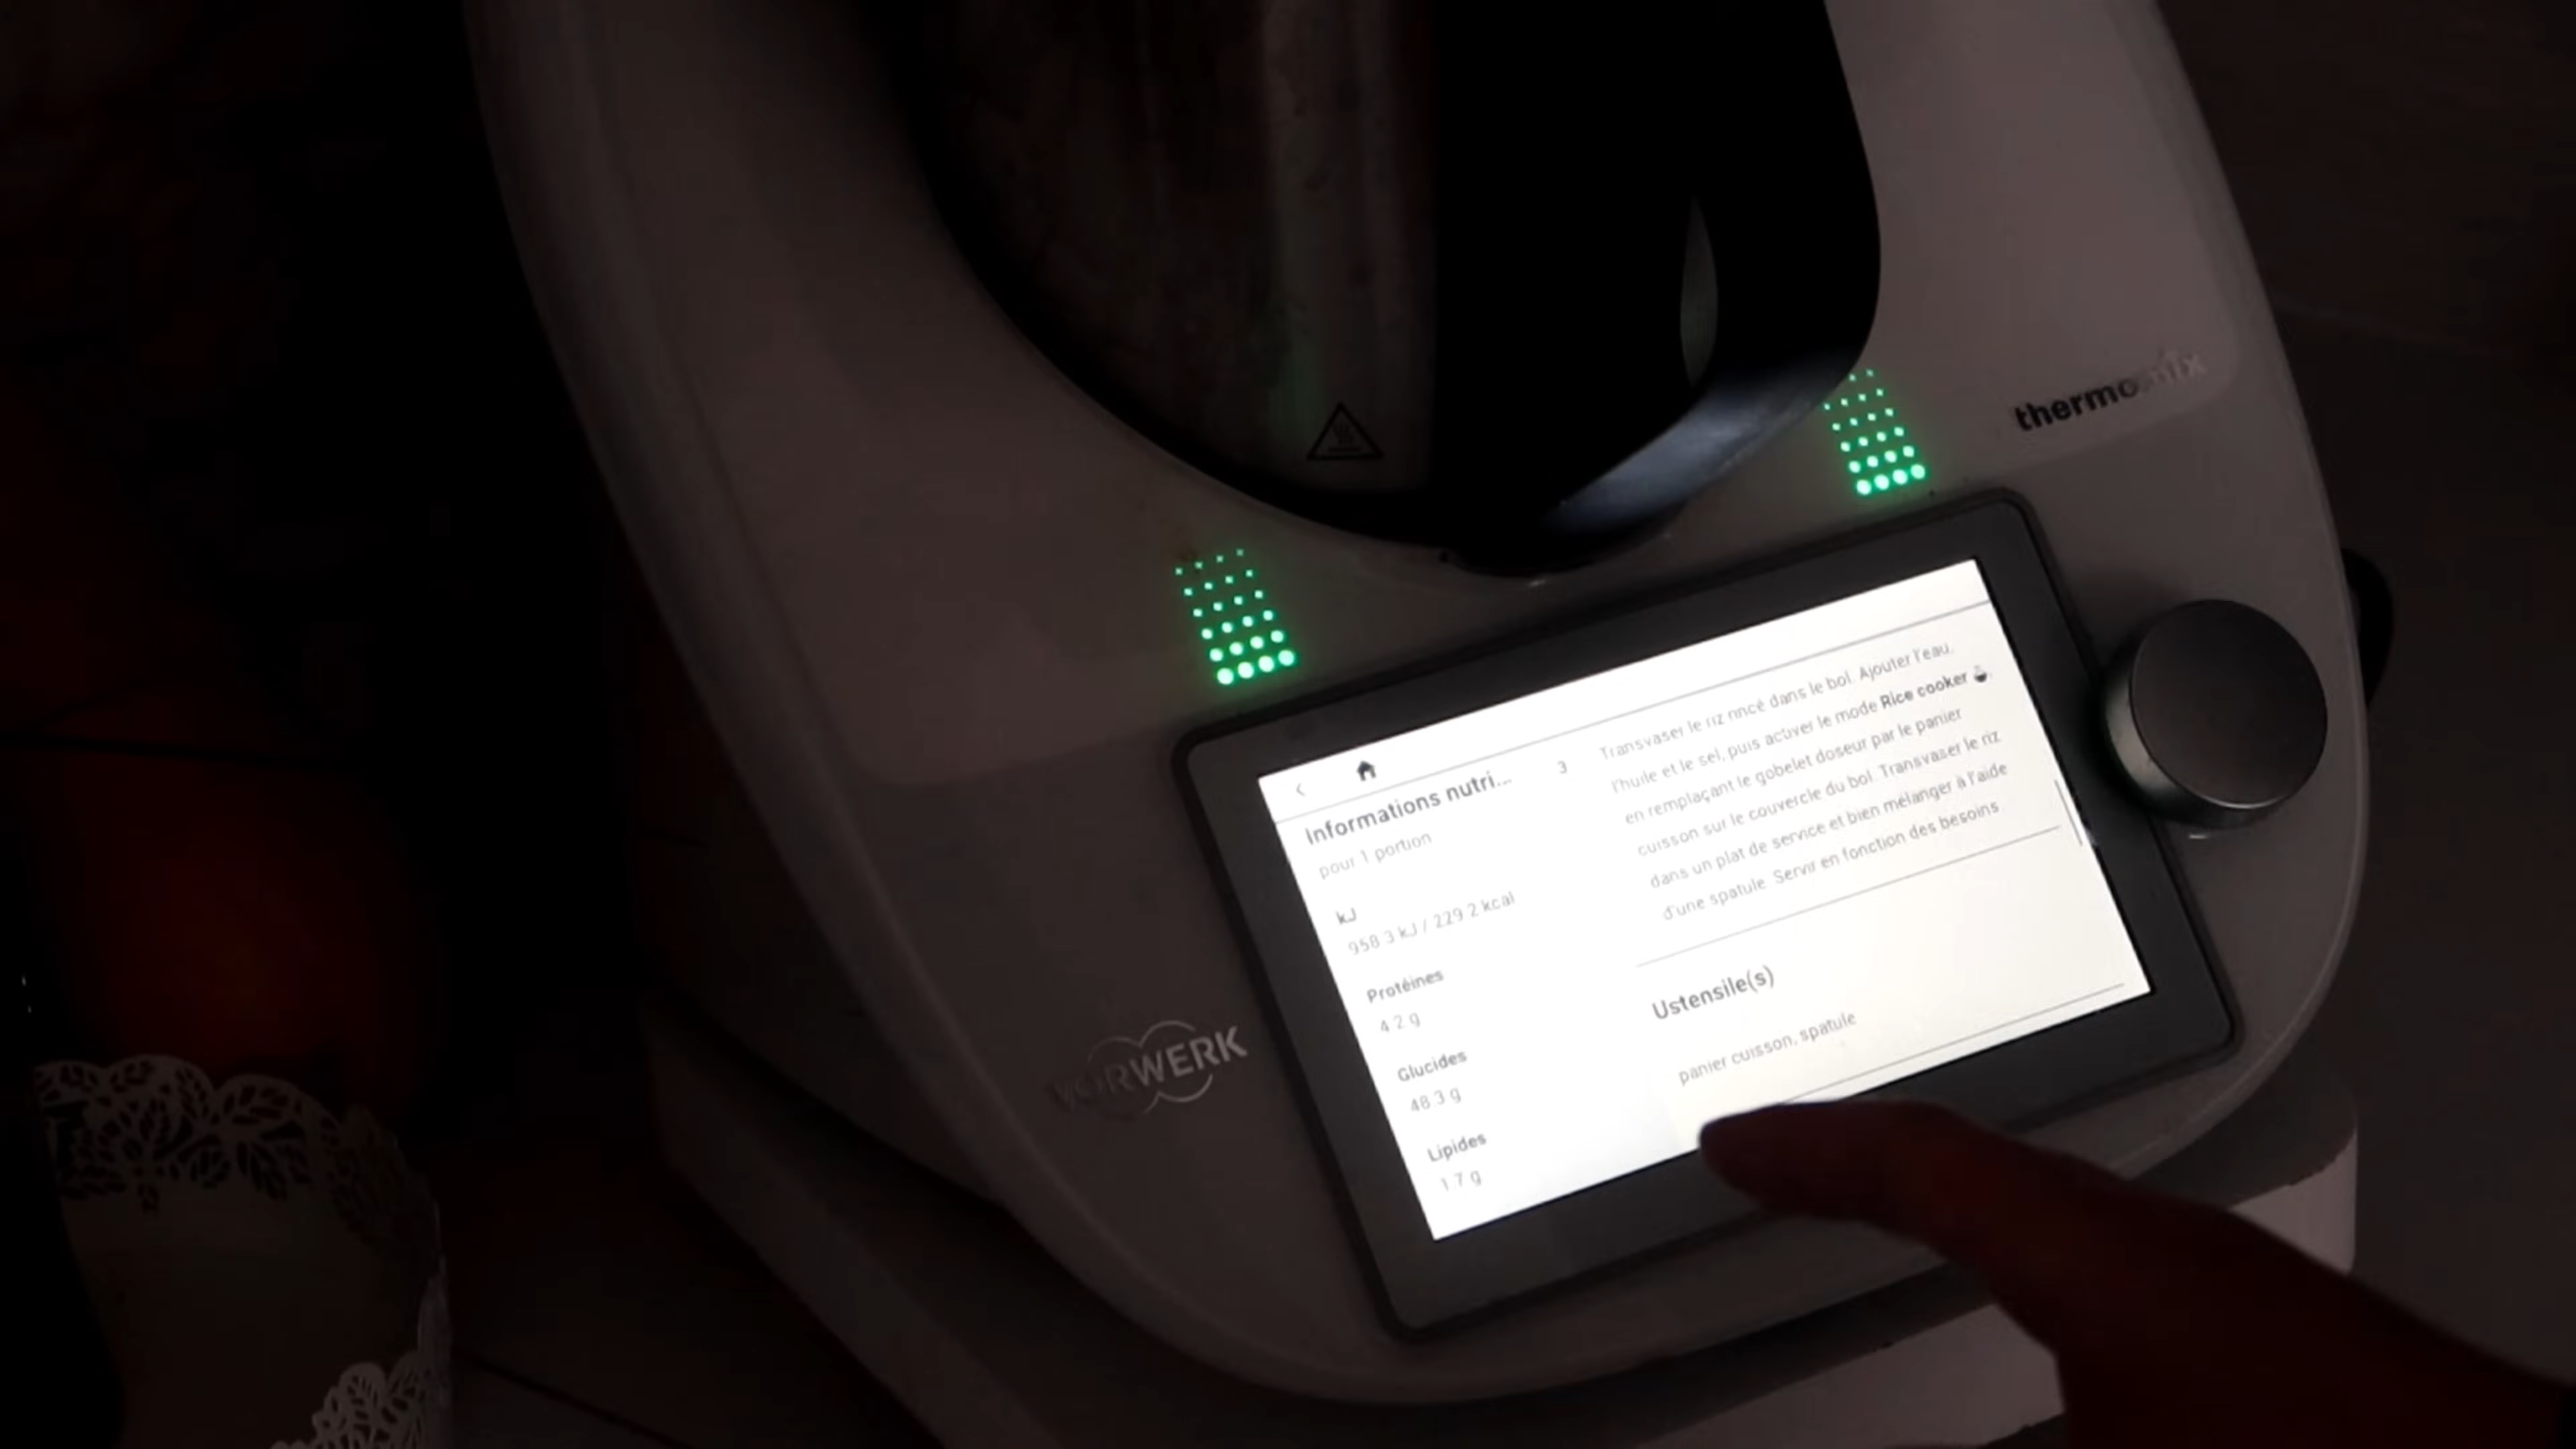 thermomix
Informations nutri...
pour 1 portion
kJ
958.3 kJ / 229.2 kcal
Protéines
4.2 g
Glucides
48.3 g
Lipides
1.7 g
3
Transvaser le riz rincé dans le bol. Ajouter l'eau,
l'huile et le sel, puis activer le mode Rice cooker
en remplaçant le gobelet doseur par le panier
cuisson sur le couvercle du bol. Transvaser le riz
dans un plat de service et bien mélanger à l'aide
d'une spatule. Servir en fonction des besoins.
Ustensile(s)
panier cuisson, spatule
VORWERK